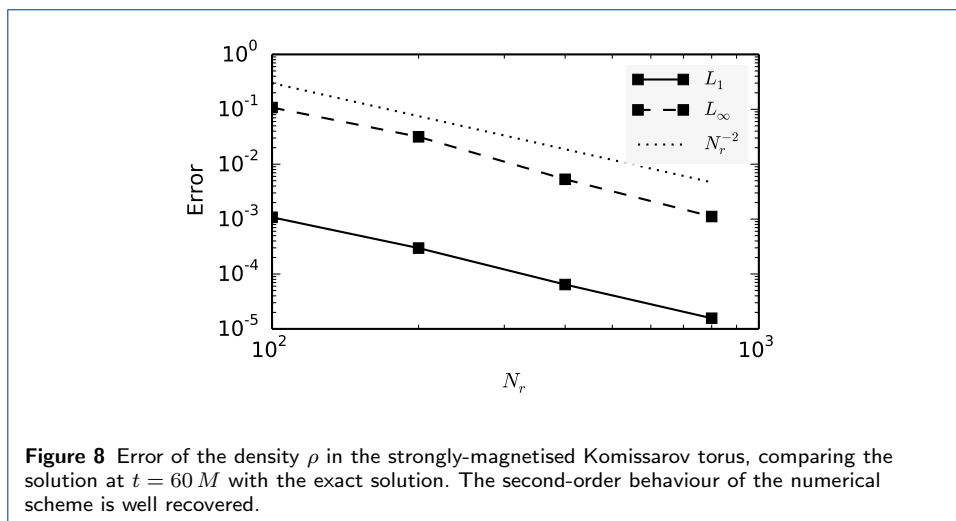 10^0
10^-1
10^-2
10^-3
10^-4
10^-5
Error
L_1
L_∞
N_r^-2
10^2
10^3
N_r
Figure 8 Error of the density ρ in the strongly-magnetised Komissarov torus, comparing the
solution at t = 60 M with the exact solution. The second-order behaviour of the numerical
scheme is well recovered.